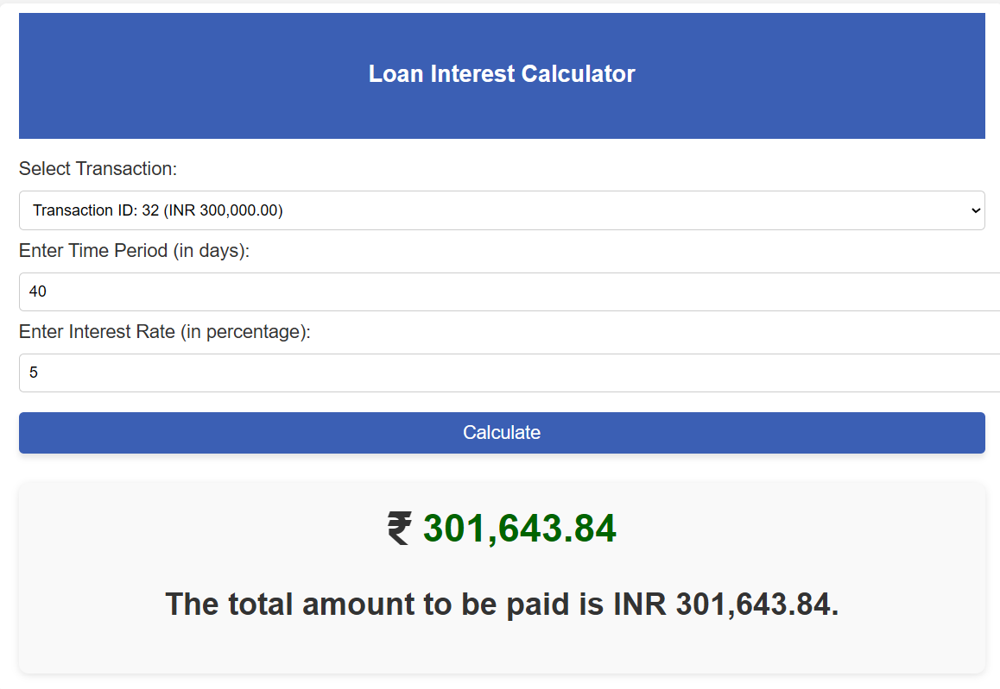 Loan Interest Calculator
Select Transaction:
Transaction ID: 32 (INR 300,000.00)
Enter Time Period (in days):
40
Enter Interest Rate (in percentage):
5
Calculate
₹ 301,643.84
The total amount to be paid is INR 301,643.84.